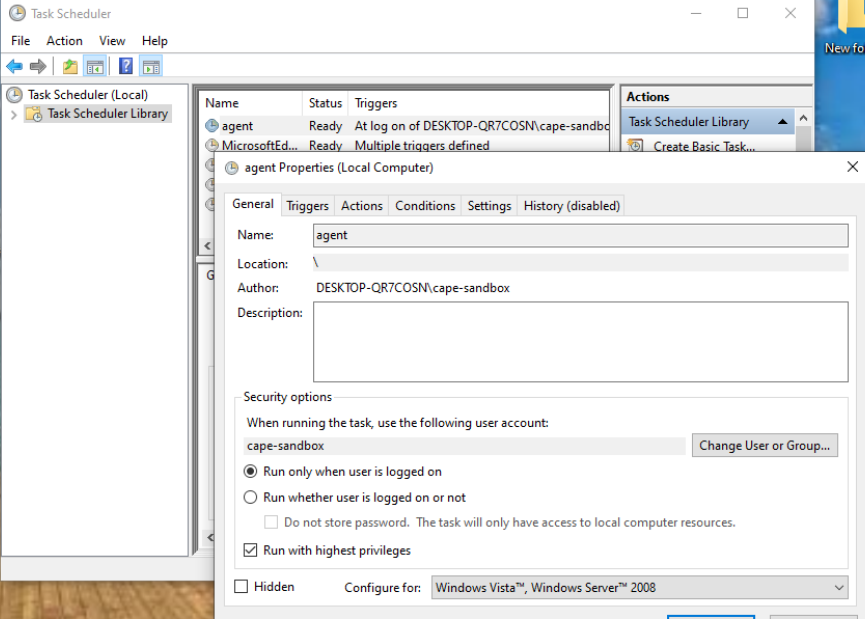 Task Scheduler
File Action View Help
New fo
Task Scheduler (Local)
Task Scheduler Library
Name Status Triggers
agent Ready At log on of DESKTOP-QR7COSN\cape-sandbo
MicrosoftEd... Ready Multiple triggers defined
Actions
Task Scheduler Library
Create Basic Task...
G
agent Properties (Local Computer)
General Triggers Actions Conditions Settings History (disabled)
Name: agent
Location: \
Author: DESKTOP-QR7COSN\cape-sandbox
Description:
Security options
When running the task, use the following user account:
cape-sandbox Change User or Group...
Run only when user is logged on
Run whether user is logged on or not
Do not store password. The task will only have access to local computer resources.
Run with highest privileges
Hidden Configure for: Windows Vista™, Windows Server™ 2008